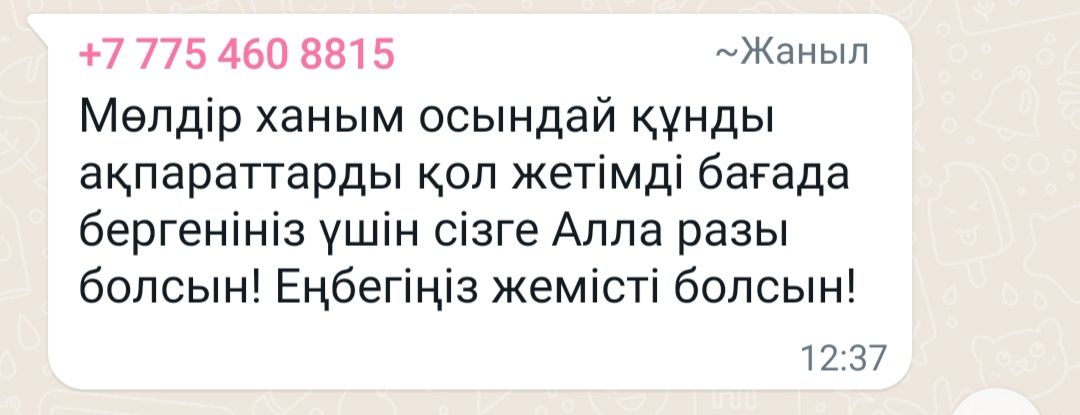 +7 775 460 8815 ~Жаныл
Мөлдір ханым осындай құнды
ақпараттарды қол жетімді бағада
бергенініз үшін сізге Алла разы
болсын! Еңбегіңіз жемісті болсын!
12:37